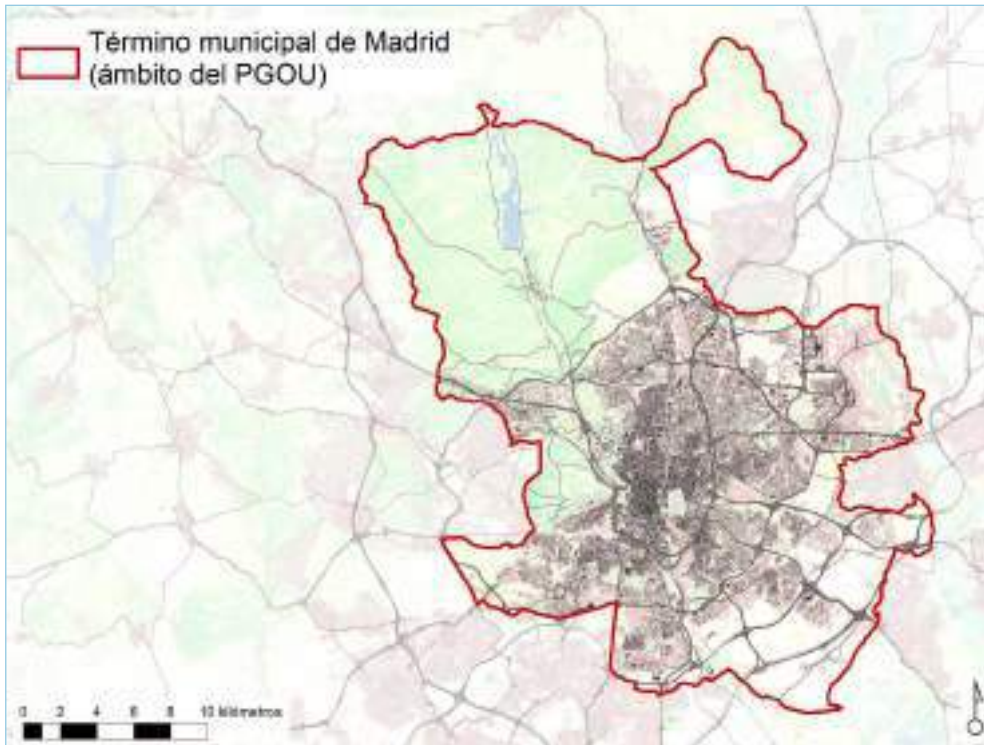 Término municipal de Madrid
(ámbito del PGOU)
0 2 4 6 8 10 kilómetros